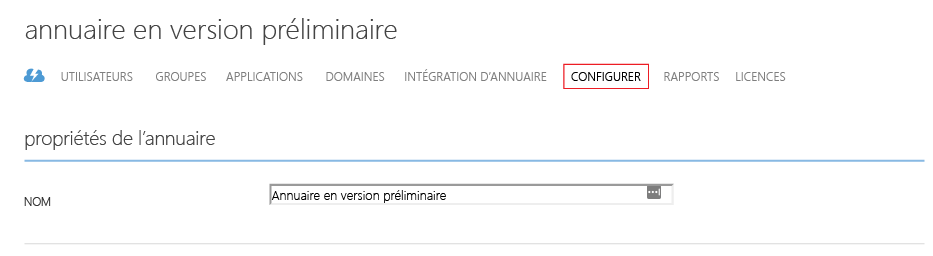 annuaire en version préliminaire
UTILISATEURS GROUPES APPLICATIONS DOMAINES INTÉGRATION D'ANNUAIRE CONFIGURER RAPPORTS LICENCES
propriétés de l'annuaire
NOM Annuaire en version préliminaire